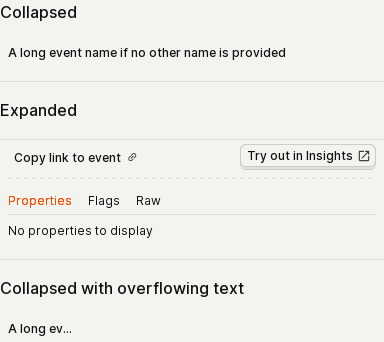 Collapsed
A long event name if no other name is provided
Expanded
Copy link to event
Try out in Insights
Properties Flags Raw
No properties to display
Collapsed with overflowing text
A long ev...